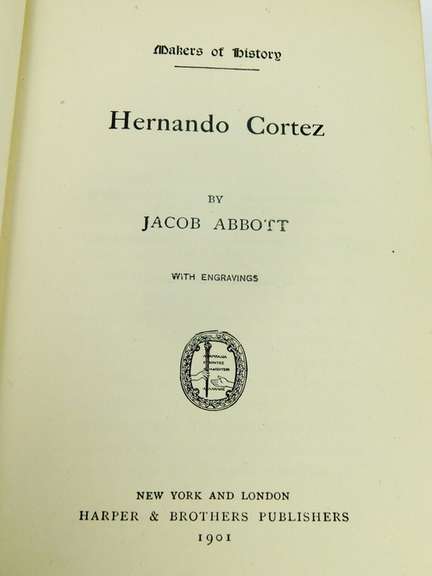 Makers of History
Hernando Cortez
BY
JACOB ABBOTT
WITH ENGRAVINGS
NEW YORK AND LONDON
HARPER & BROTHERS PUBLISHERS
1901